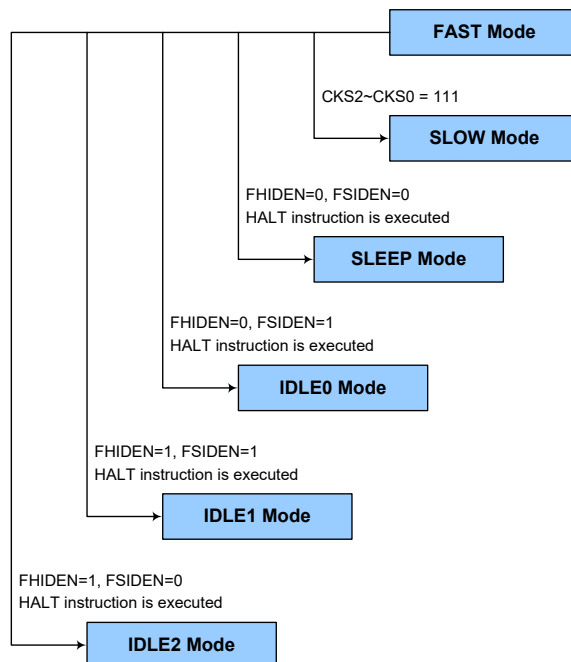 FAST Mode
CKS2~CKS0 = 111
SLOW Mode
FHIDEN=0, FSIDEN=0
HALT instruction is executed
SLEEP Mode
FHIDEN=0, FSIDEN=1
HALT instruction is executed
IDLE0 Mode
FHIDEN=1, FSIDEN=1
HALT instruction is executed
IDLE1 Mode
FHIDEN=1, FSIDEN=0
HALT instruction is executed
IDLE2 Mode